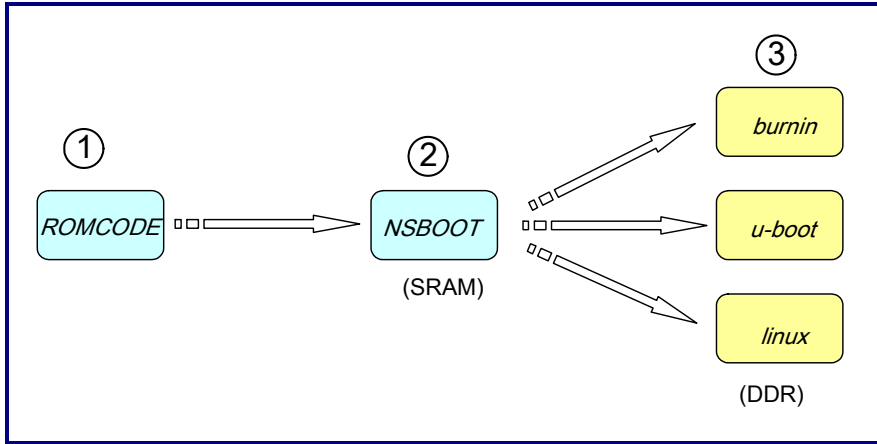 ①
ROMCODE
②
NSBOOT
(SRAM)
③
burnin
u-boot
linux
(DDR)